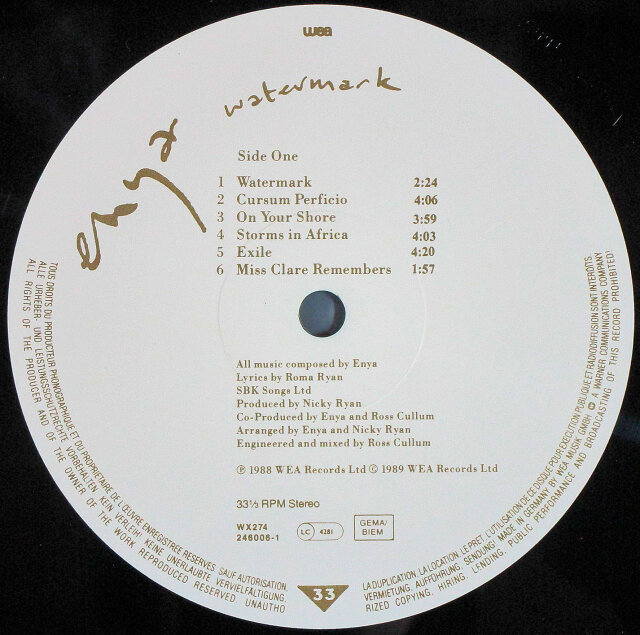 wea
watermark
enya
Side One
1 Watermark 2:24
2 Cursum Perficio 4:06
3 On Your Shore 3:59
4 Storms in Africa 4:03
5 Exile 4:20
6 Miss Clare Remembers 1:57
All music composed by Enya
Lyrics by Roma Ryan
SBK Songs Ltd
Produced by Nicky Ryan
Co-Produced by Enya and Ross Cullum
Arranged by Enya and Nicky Ryan
Engineered and mixed by Ross Cullum
Ⓟ 1988 WEA Records Ltd © 1989 WEA Records Ltd
33⅓ RPM Stereo
WX274
246006-1
LC 4281
GEMA/
BIEM
33
TOUS DROITS DU PRODUCTEUR PHONOGRAPHIQUE ET DU PROPRIETAIRE DE L'ŒUVRE ENREGISTREE RESERVES SAUF AUTORISATION
LA DUPLICATION, LA LOCATION, LE PRET, L'UTILISATION DE CE DISQUE POUR EXECUTION PUBLIQUE ET RADIODIFFUSION SONT INTERDITS.
ALLE URHEBER- UND LEISTUNGSSCHUTZRECHTE VORBEHALTEN. KEIN VERLEIH! KEINE UNERLAUBTE VERVIELFÄLTIGUNG,
VERMIETUNG, AUFFÜHRUNG, SENDUNG! MADE IN GERMANY BY WEA MUSIK GMBH A WARNER COMMUNICATIONS COMPANY
ALL RIGHTS OF THE PRODUCER AND OF THE OWNER OF THE WORK REPRODUCED RESERVED UNAUTHO
RIZED COPYING, HIRING, LENDING, PUBLIC PERFORMANCE AND BROADCASTING OF THIS RECORD PROHIBITED!